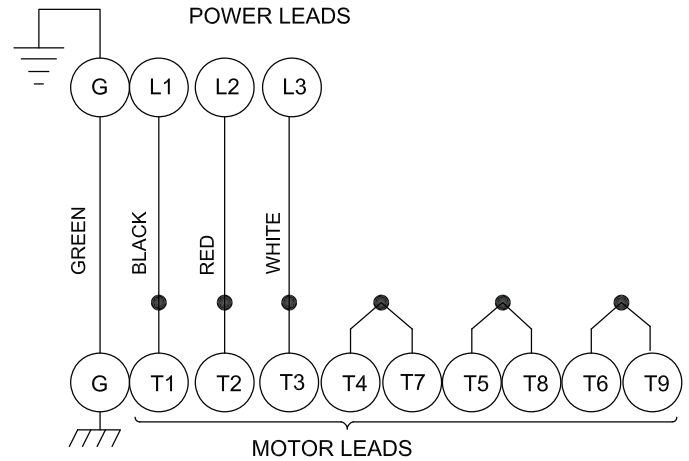 POWER LEADS
G L1 L2 L3
GREEN
BLACK
RED
WHITE
G T1 T2 T3 T4 T7 T5 T8 T6 T9
MOTOR LEADS